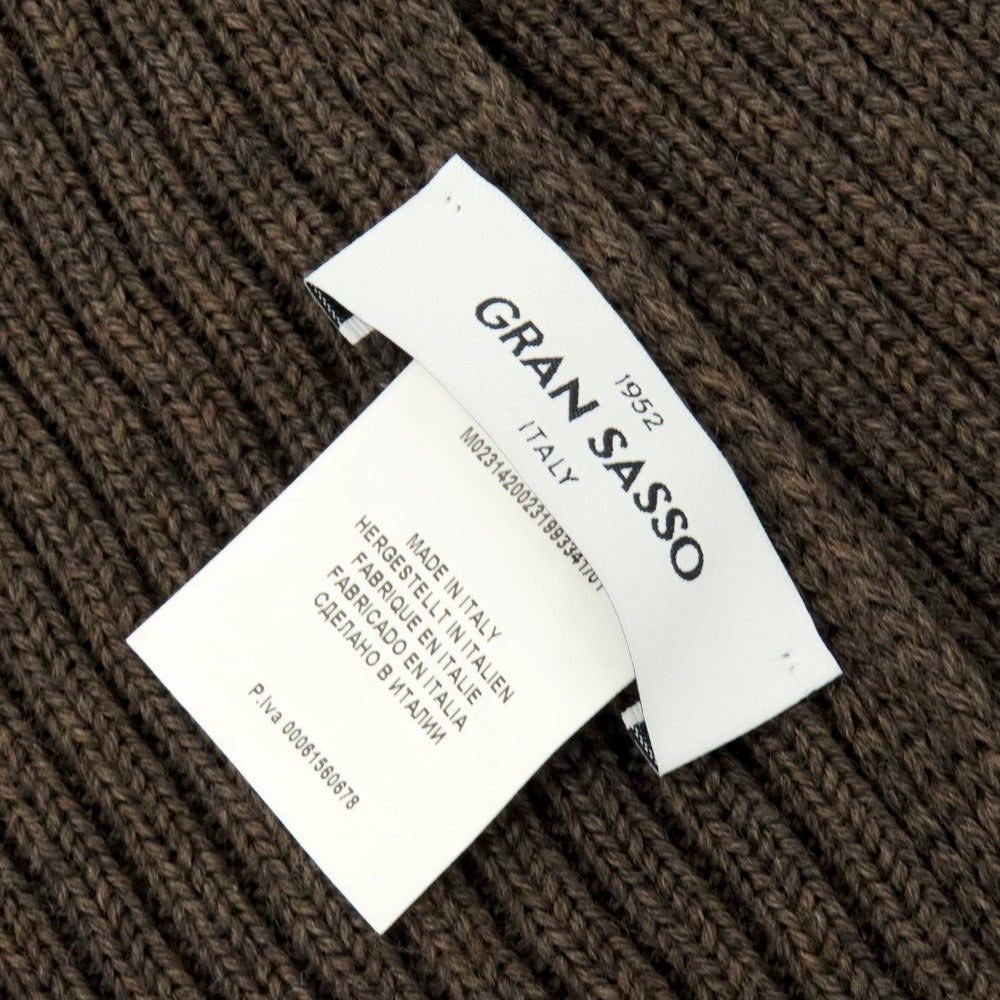 1952
GRAN SASSO
ITALY
M02314200231993341/01
MADE IN ITALY
HERGESTELLT IN ITALIEN
FABRIQUE EN ITALIE
FABRICADO EN ITALIA
СДЕЛАНО В ИТАЛИИ
P.Iva 00061560678